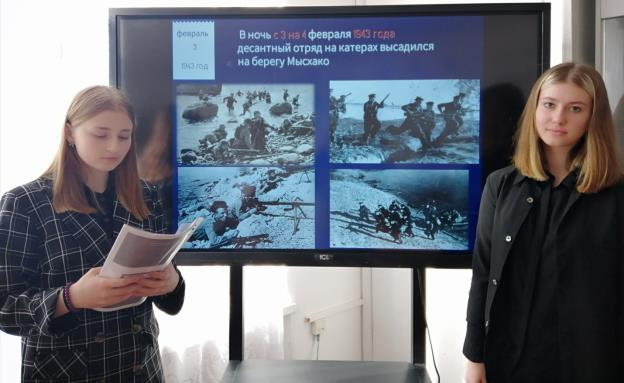 февраль
3
1943 год
В ночь с 3 на 4 февраля 1943 года
десантный отряд на катерах высадился
на берегу Мысхако